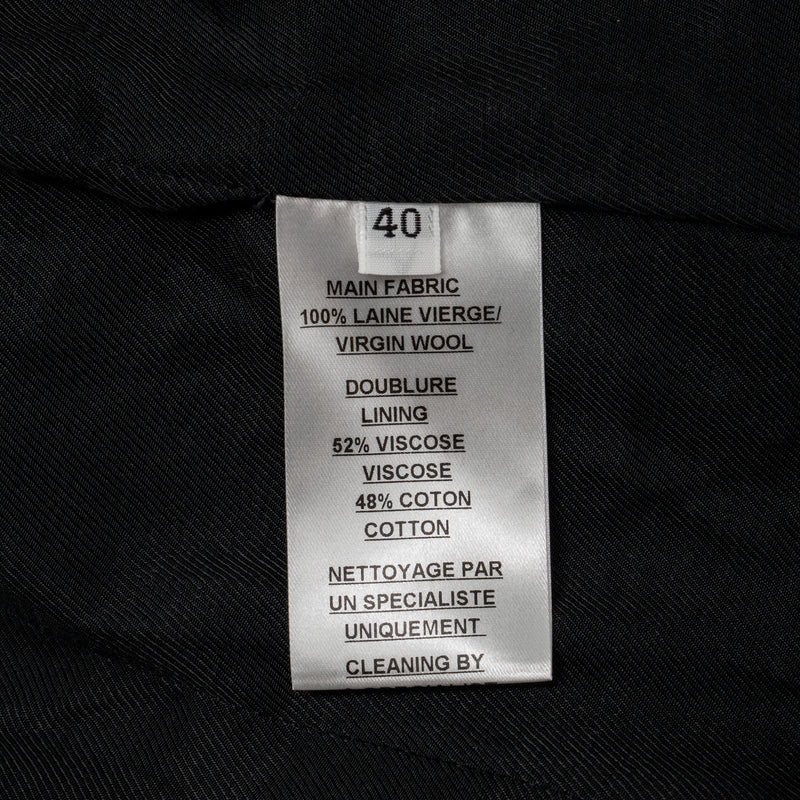 40
MAIN FABRIC
100% LAINE VIERGE/
VIRGIN WOOL
DOUBLURE
LINING
52% VISCOSE
VISCOSE
48% COTON
COTTON
NETTOYAGE PAR
UN SPECIALISTE
UNIQUEMENT
CLEANING BY